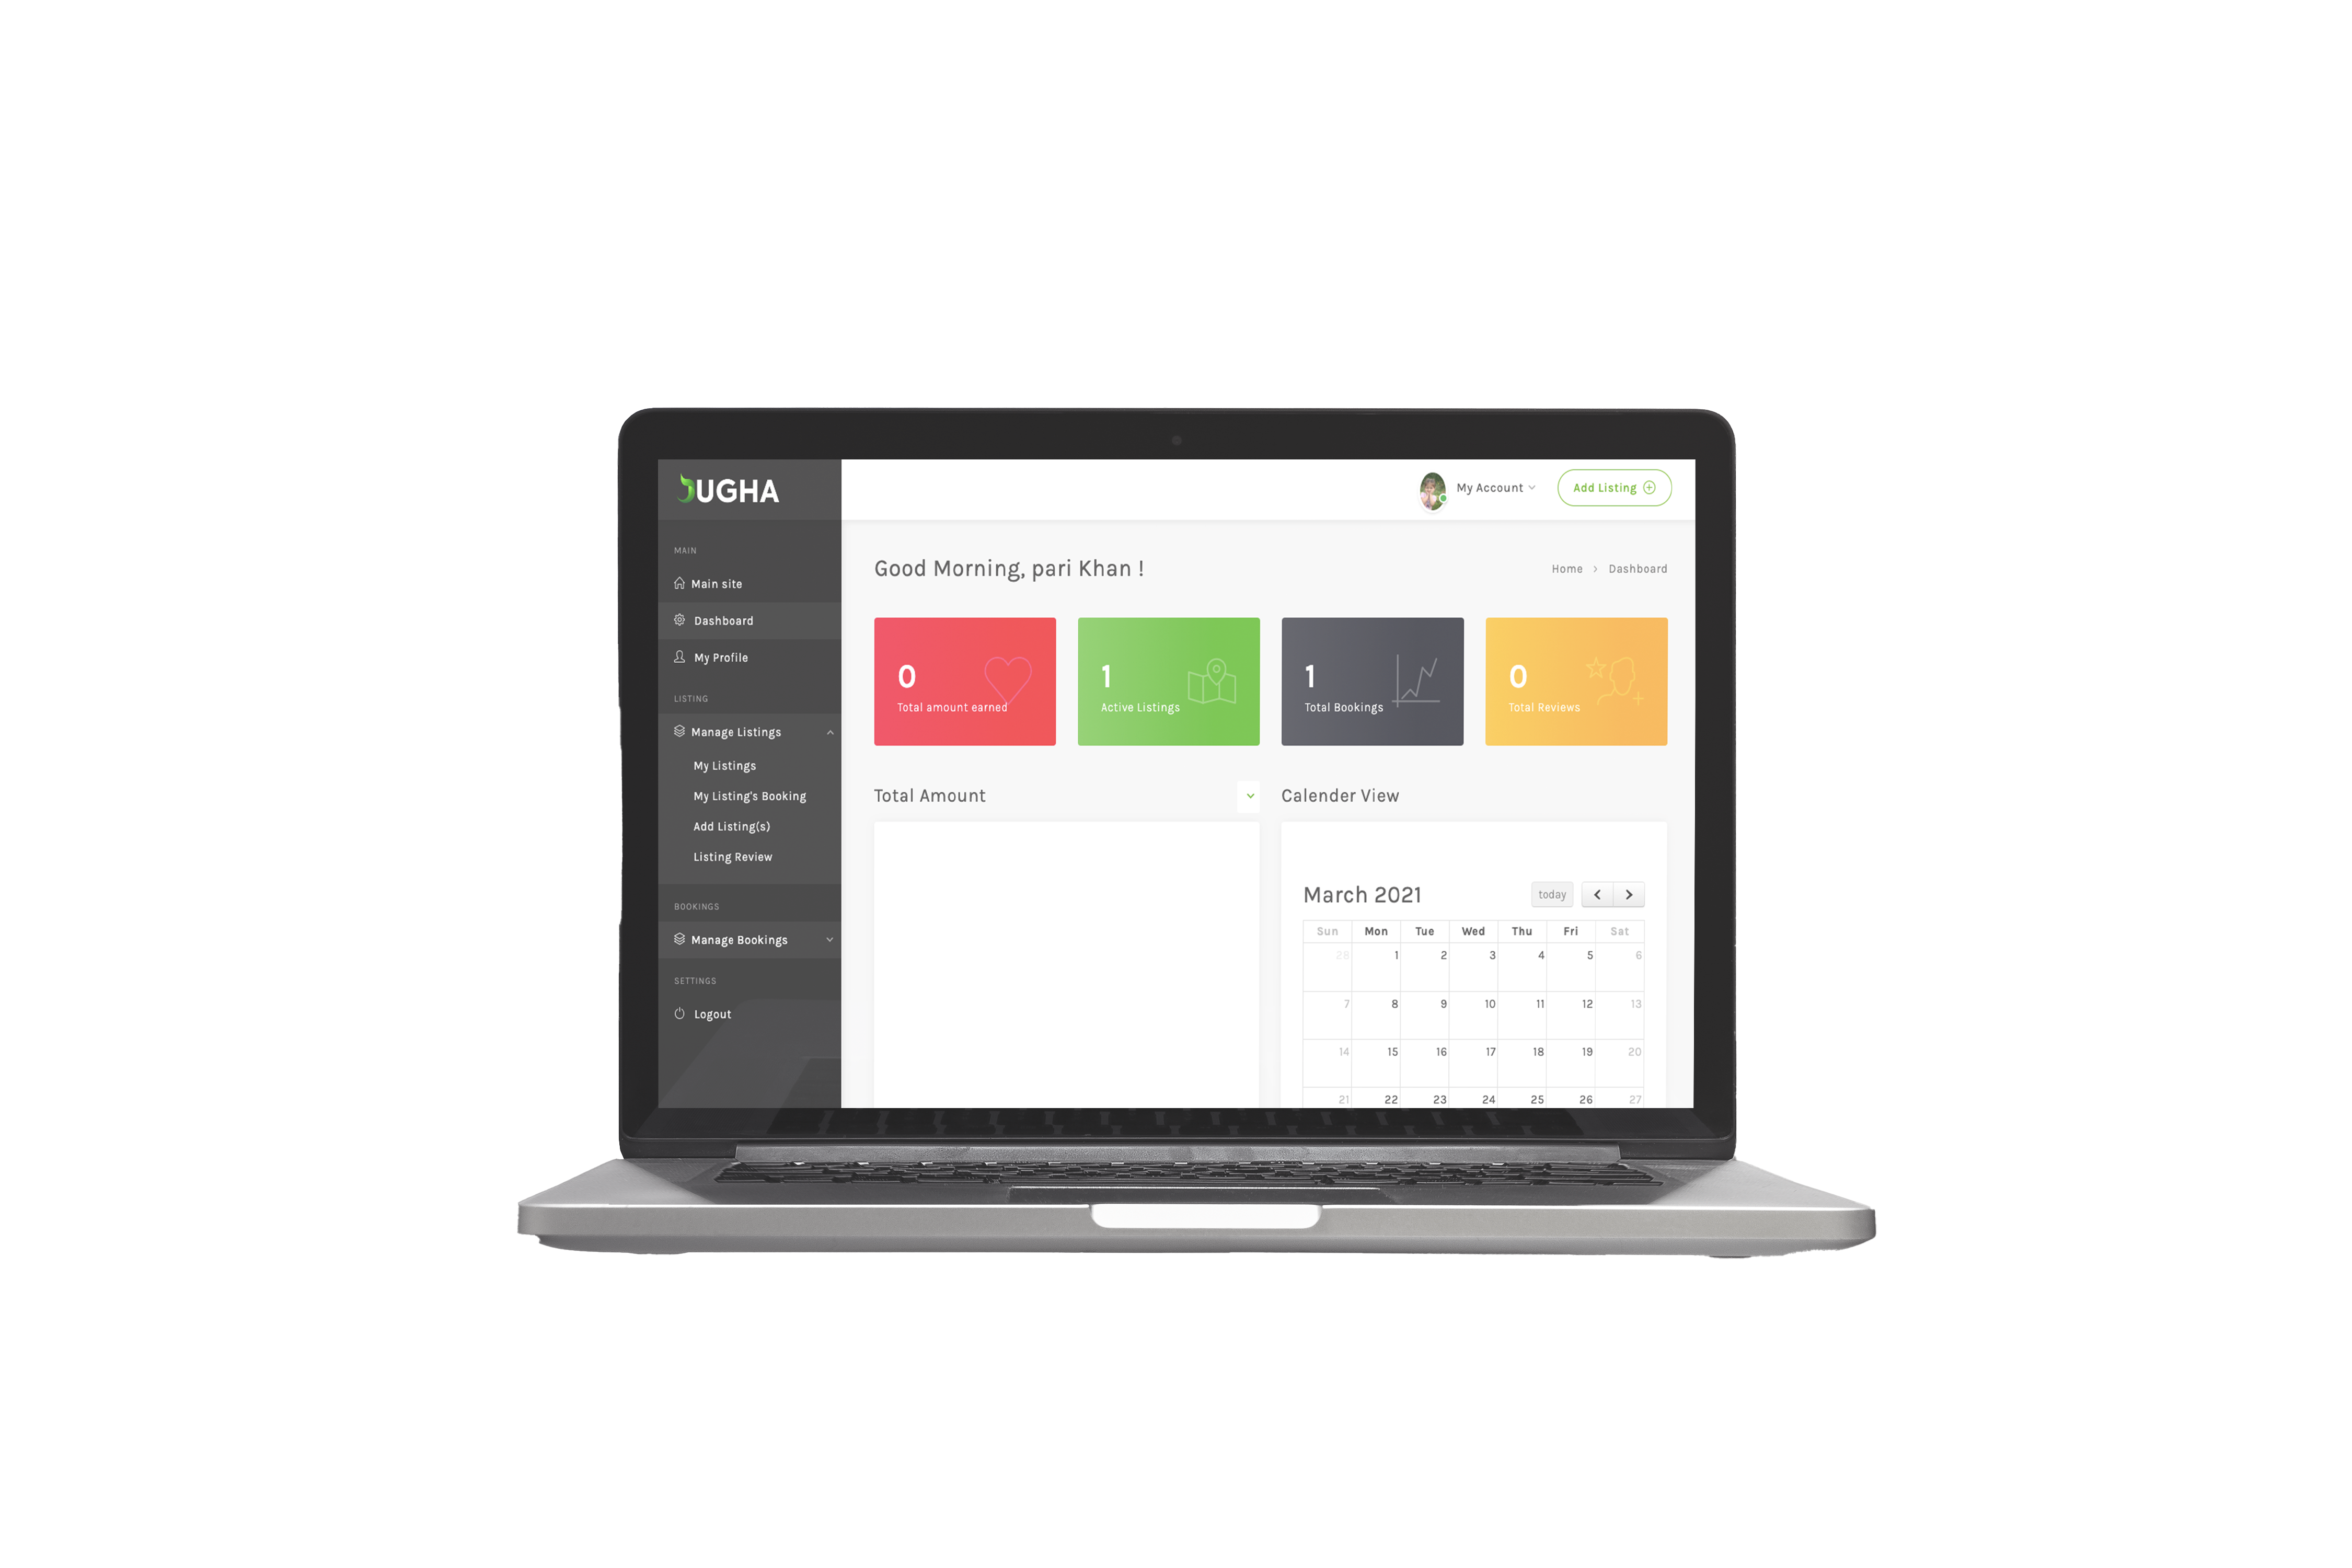 JUGHA
My Account
Add Listing
MAIN
Main site
Dashboard
My Profile
LISTING
Manage Listings
My Listings
My Listing's Booking
Add Listing(s)
Listing Review
BOOKINGS
Manage Bookings
SETTINGS
Logout
Good Morning, pari Khan !
Home > Dashboard
0
Total amount earned
1
Active Listings
1
Total Bookings
0
Total Reviews
Total Amount
Calender View
March 2021
today
Sun Mon Tue Wed Thu Fri Sat
28 1 2 3 4 5 6
7 8 9 10 11 12 13
14 15 16 17 18 19 20
21 22 23 24 25 26 27